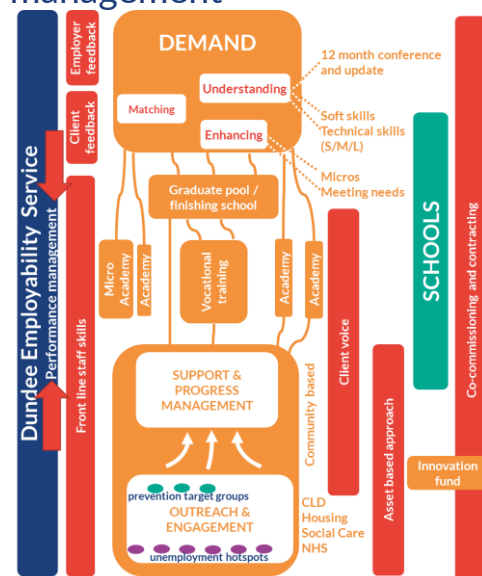 management
Dundee Employability Service
Performance management
Employer
feedback
Client
feedback
Front line staff skills
DEMAND
Understanding
Matching
Enhancing
12 month conference
and update
Soft skills
Technical skills
(S/M/L)
Micros
Meeting needs
Graduate pool /
finishing school
Micro
Academy
Academy
Vocational
training
Academy
Academy
SUPPORT &
PROGRESS
MANAGEMENT
Community based
prevention target groups
OUTREACH &
ENGAGEMENT
unemployment hotspots
CLD
Housing
Social Care
NHS
Client voice
Asset based approach
SCHOOLS
Innovation
fund
Co-commissioning and contracting